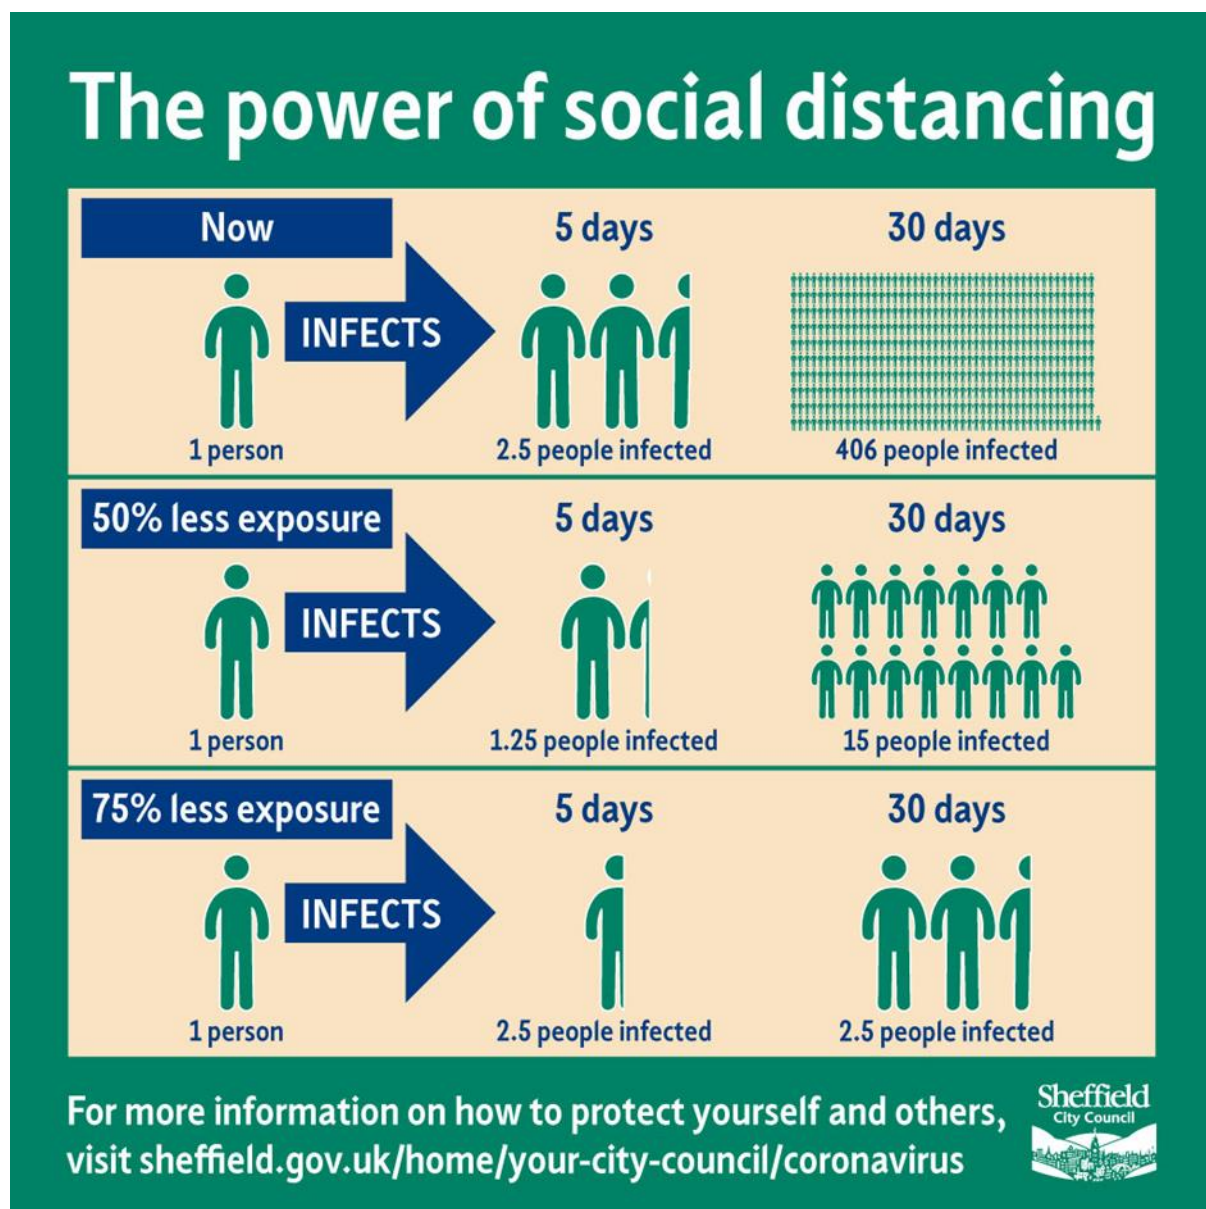 The power of social distancing
Now
5 days
30 days
INFECTS
1 person
2.5 people infected
406 people infected
50% less exposure
5 days
30 days
INFECTS
1 person
1.25 people infected
15 people infected
75% less exposure
5 days
30 days
INFECTS
1 person
2.5 people infected
2.5 people infected
For more information on how to protect yourself and others,
visit sheffield.gov.uk/home/your-city-council/coronavirus
Sheffield
City Council